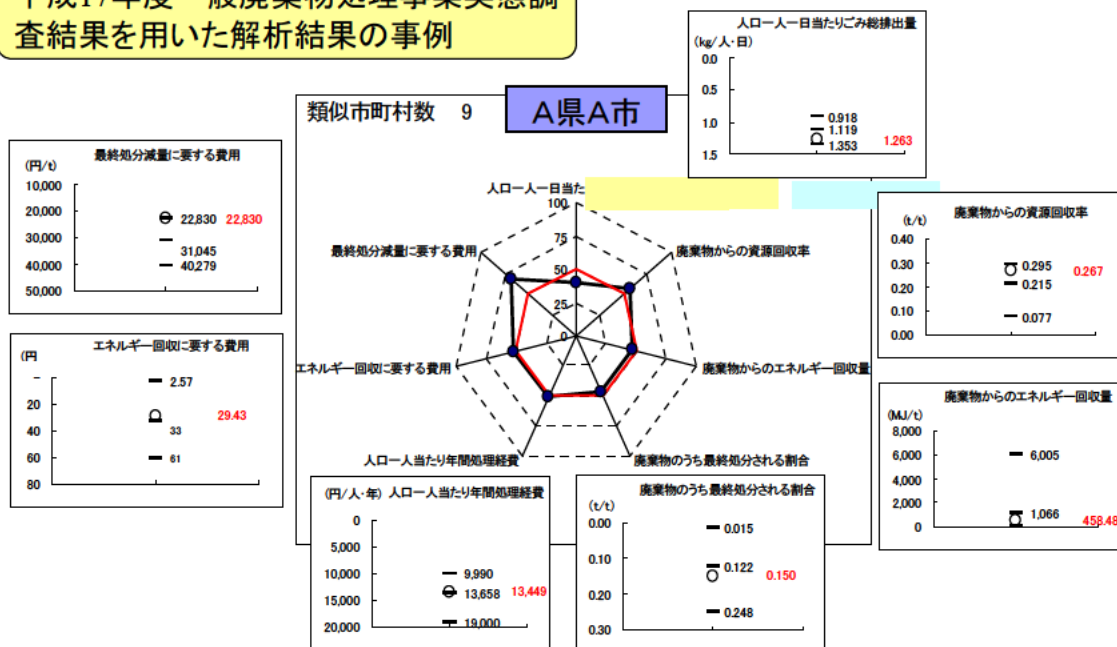 査結果を用いた解析結果の事例
人口一人一日当たりごみ総排出量
(kg/人・日)
0.0
0.5
1.0
1.5
0.918
1.119
1.353
1.263
類似市町村数 9
A県A市
最終処分減量に要する費用
(円/t)
10,000
20,000
30,000
40,000
50,000
22,830
22,830
31,045
40,279
人口一人一日当た
100
75
50
25
0
最終処分減量に要する費用
廃棄物からの資源回収率
エネルギー回収に要する費用
廃棄物からのエネルギー回収量
人口一人当たり年間処理経費
廃棄物のうち最終処分される割合
廃棄物からの資源回収率
(t/t)
0.40
0.30
0.20
0.10
0.00
0.295
0.215
0.077
0.267
エネルギー回収に要する費用
(円
20
40
60
80
2.57
29.43
33
61
廃棄物からのエネルギー回収量
(MJ/t)
8,000
6,000
4,000
2,000
0
6,005
1,066
458.48
(円/人・年) 人口一人当たり年間処理経費
0
5,000
10,000
15,000
20,000
9,990
13,658
13,449
19,000
廃棄物のうち最終処分される割合
(t/t)
0.00
0.10
0.20
0.30
0.015
0.122
0.150
0.248